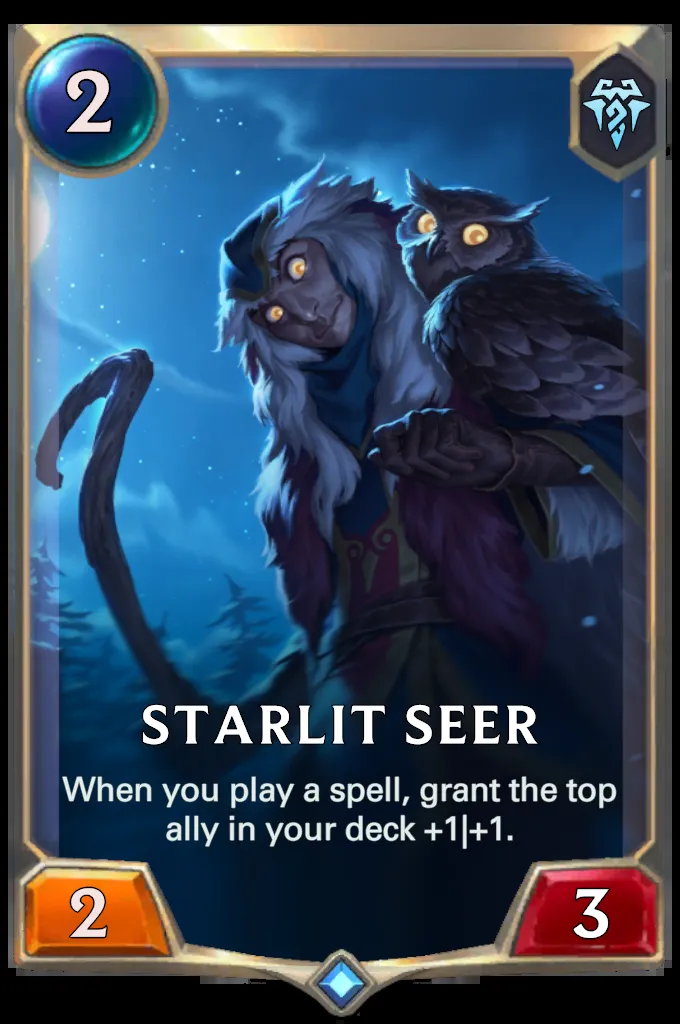 2
STARLIT SEER
When you play a spell, grant the top
ally in your deck +1|+1.
2
3